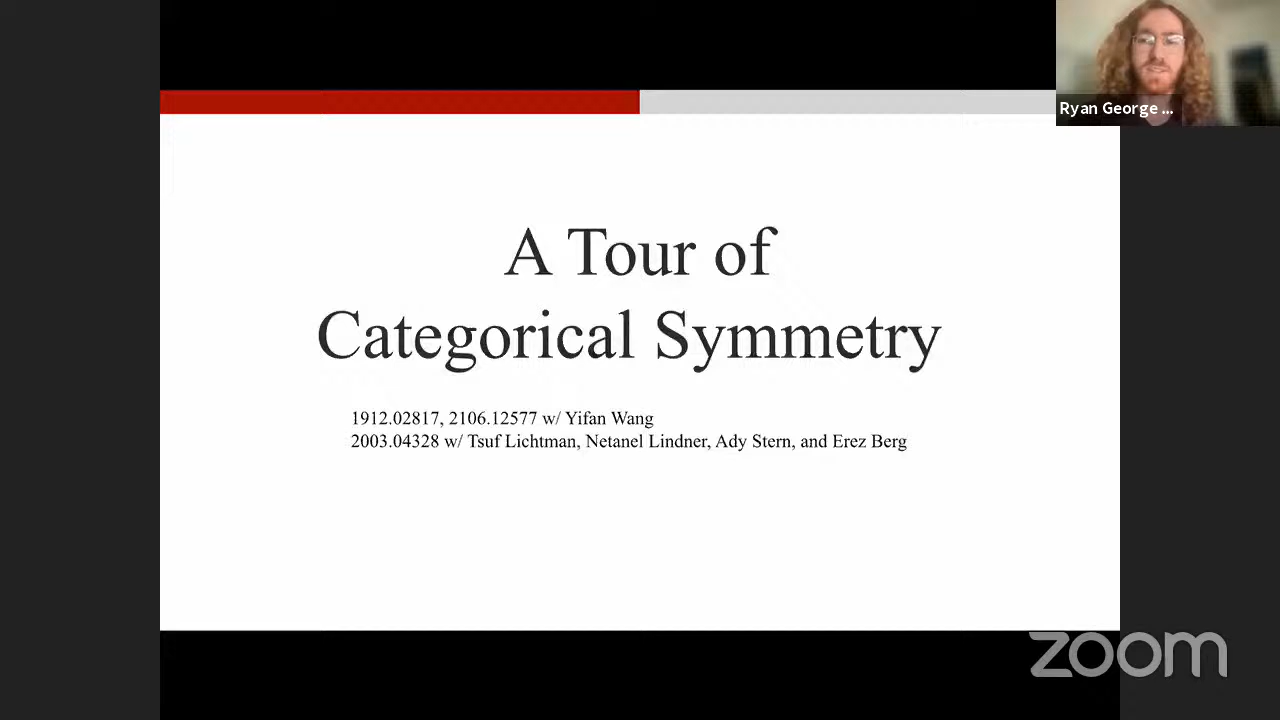 Ryan George ...
A Tour of
Categorical Symmetry
1912.02817, 2106.12577 w/ Yifan Wang
2003.04328 w/ Tsuf Lichtman, Netanel Lindner, Ady Stern, and Erez Berg
zoom